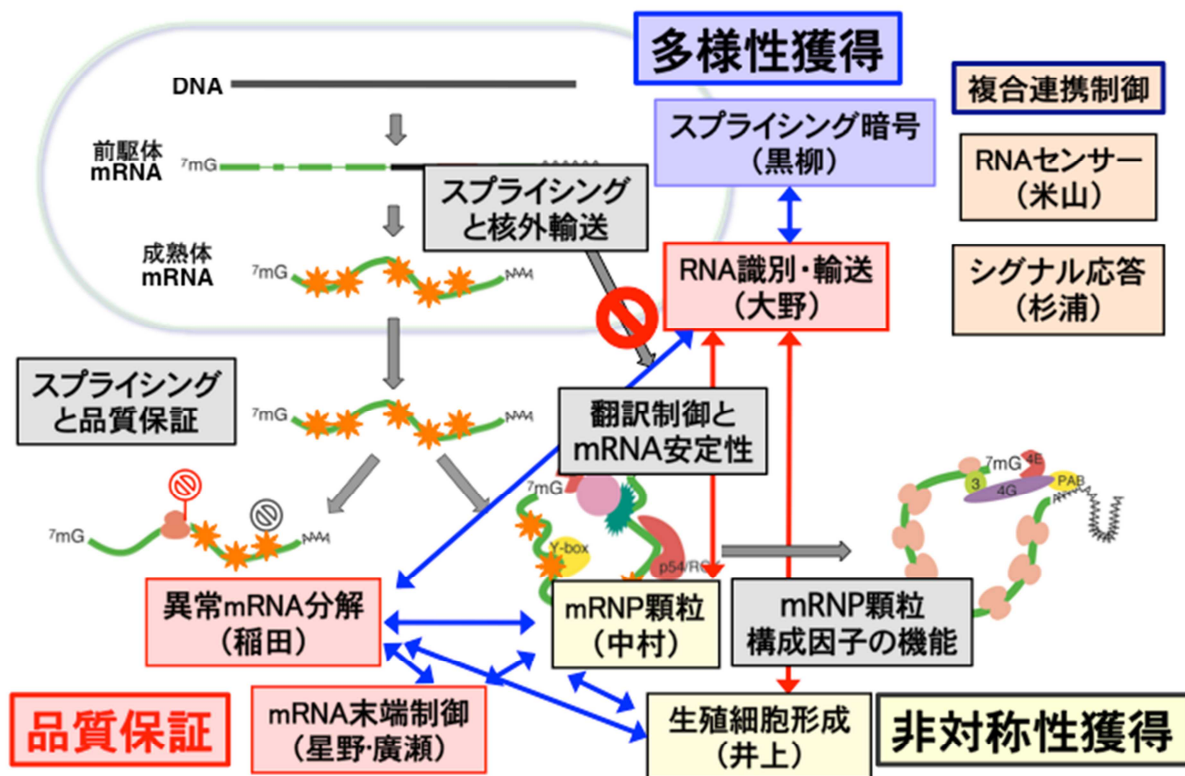 多様性獲得
複合連携制御
DNA
スプライシング暗号
(黒柳)
RNAセンサー
(米山)
前駆体
mRNA
7mG
スプライシング
と核外輸送
成熟体
mRNA
7mG
RNA識別・輸送
(大野)
シグナル応答
(杉浦)
スプライシング
と品質保証
7mG
翻訳制御と
mRNA安定性
7mG
7mG
4E
3
4G
PAB
7mG
Y-box
異常mRNA分解
(稲田)
mRNP顆粒
(中村)
mRNP顆粒
構成因子の機能
品質保証
mRNA末端制御
(星野・廣瀬)
生殖細胞形成
(井上)
非対称性獲得